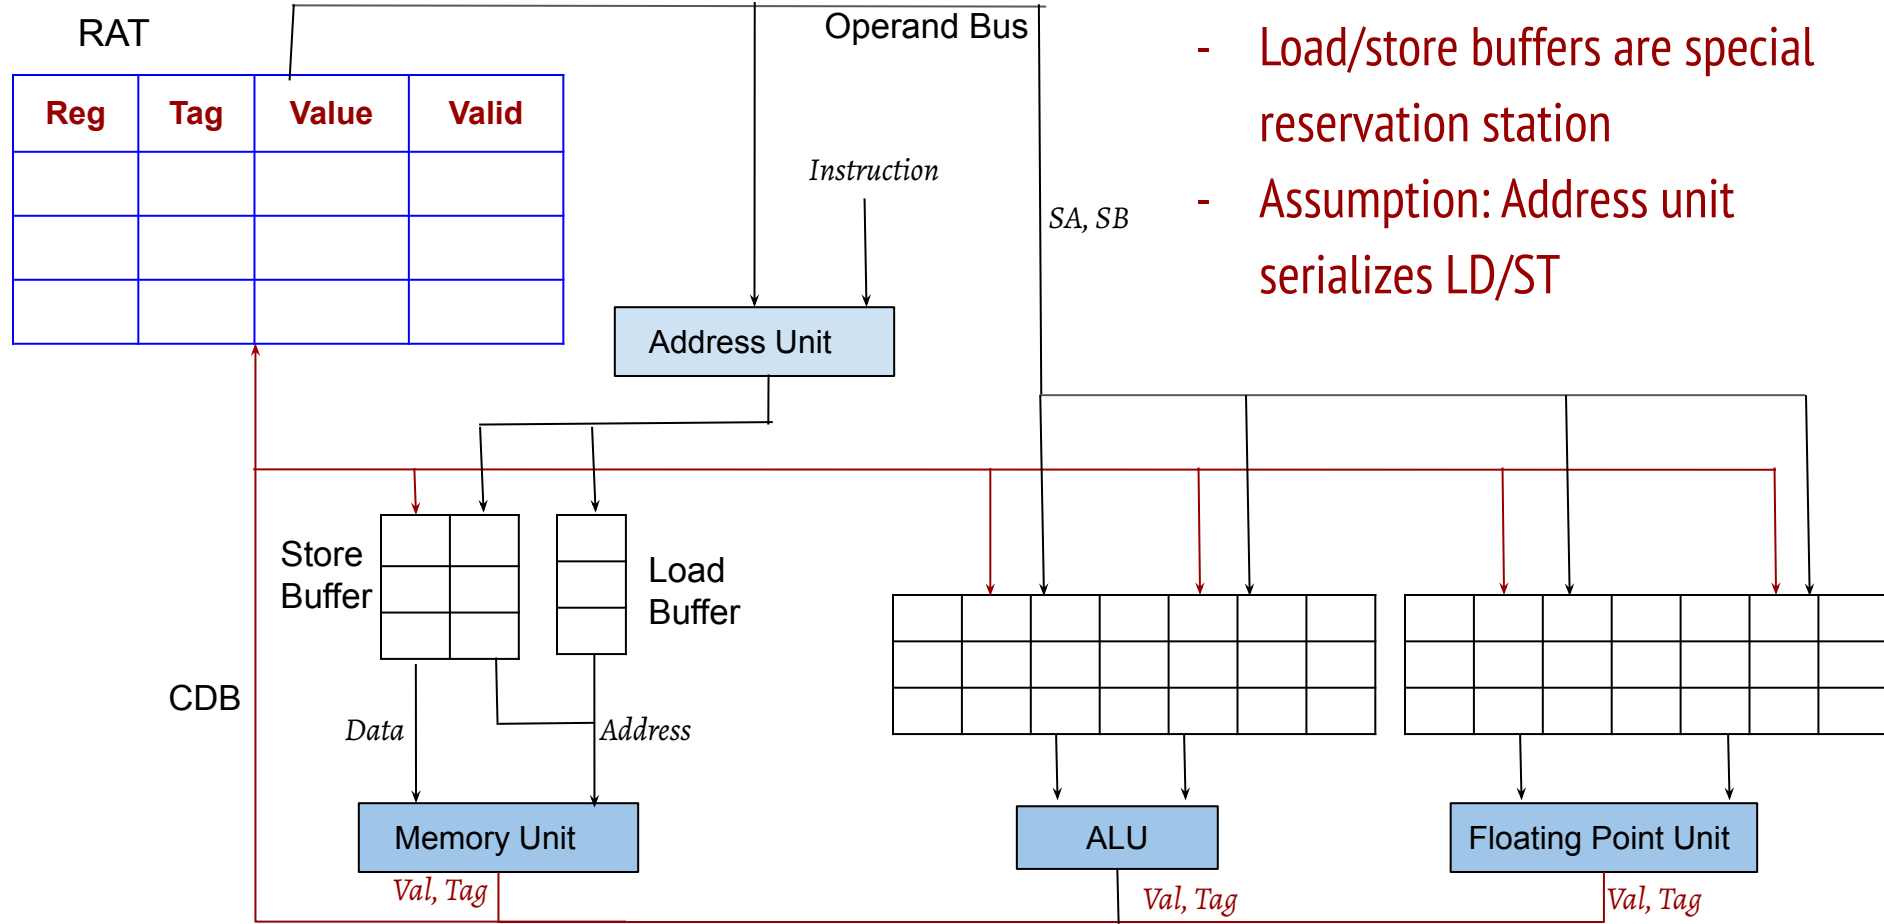 RAT
Operand Bus
- Load/store buffers are special
reservation station
- Assumption: Address unit
serializes LD/ST
Reg Tag Value Valid
Instruction
SA, SB
Address Unit
Store
Buffer
Load
Buffer
CDB
Data
Address
Memory Unit
ALU
Floating Point Unit
Val, Tag
Val, Tag
Val, Tag